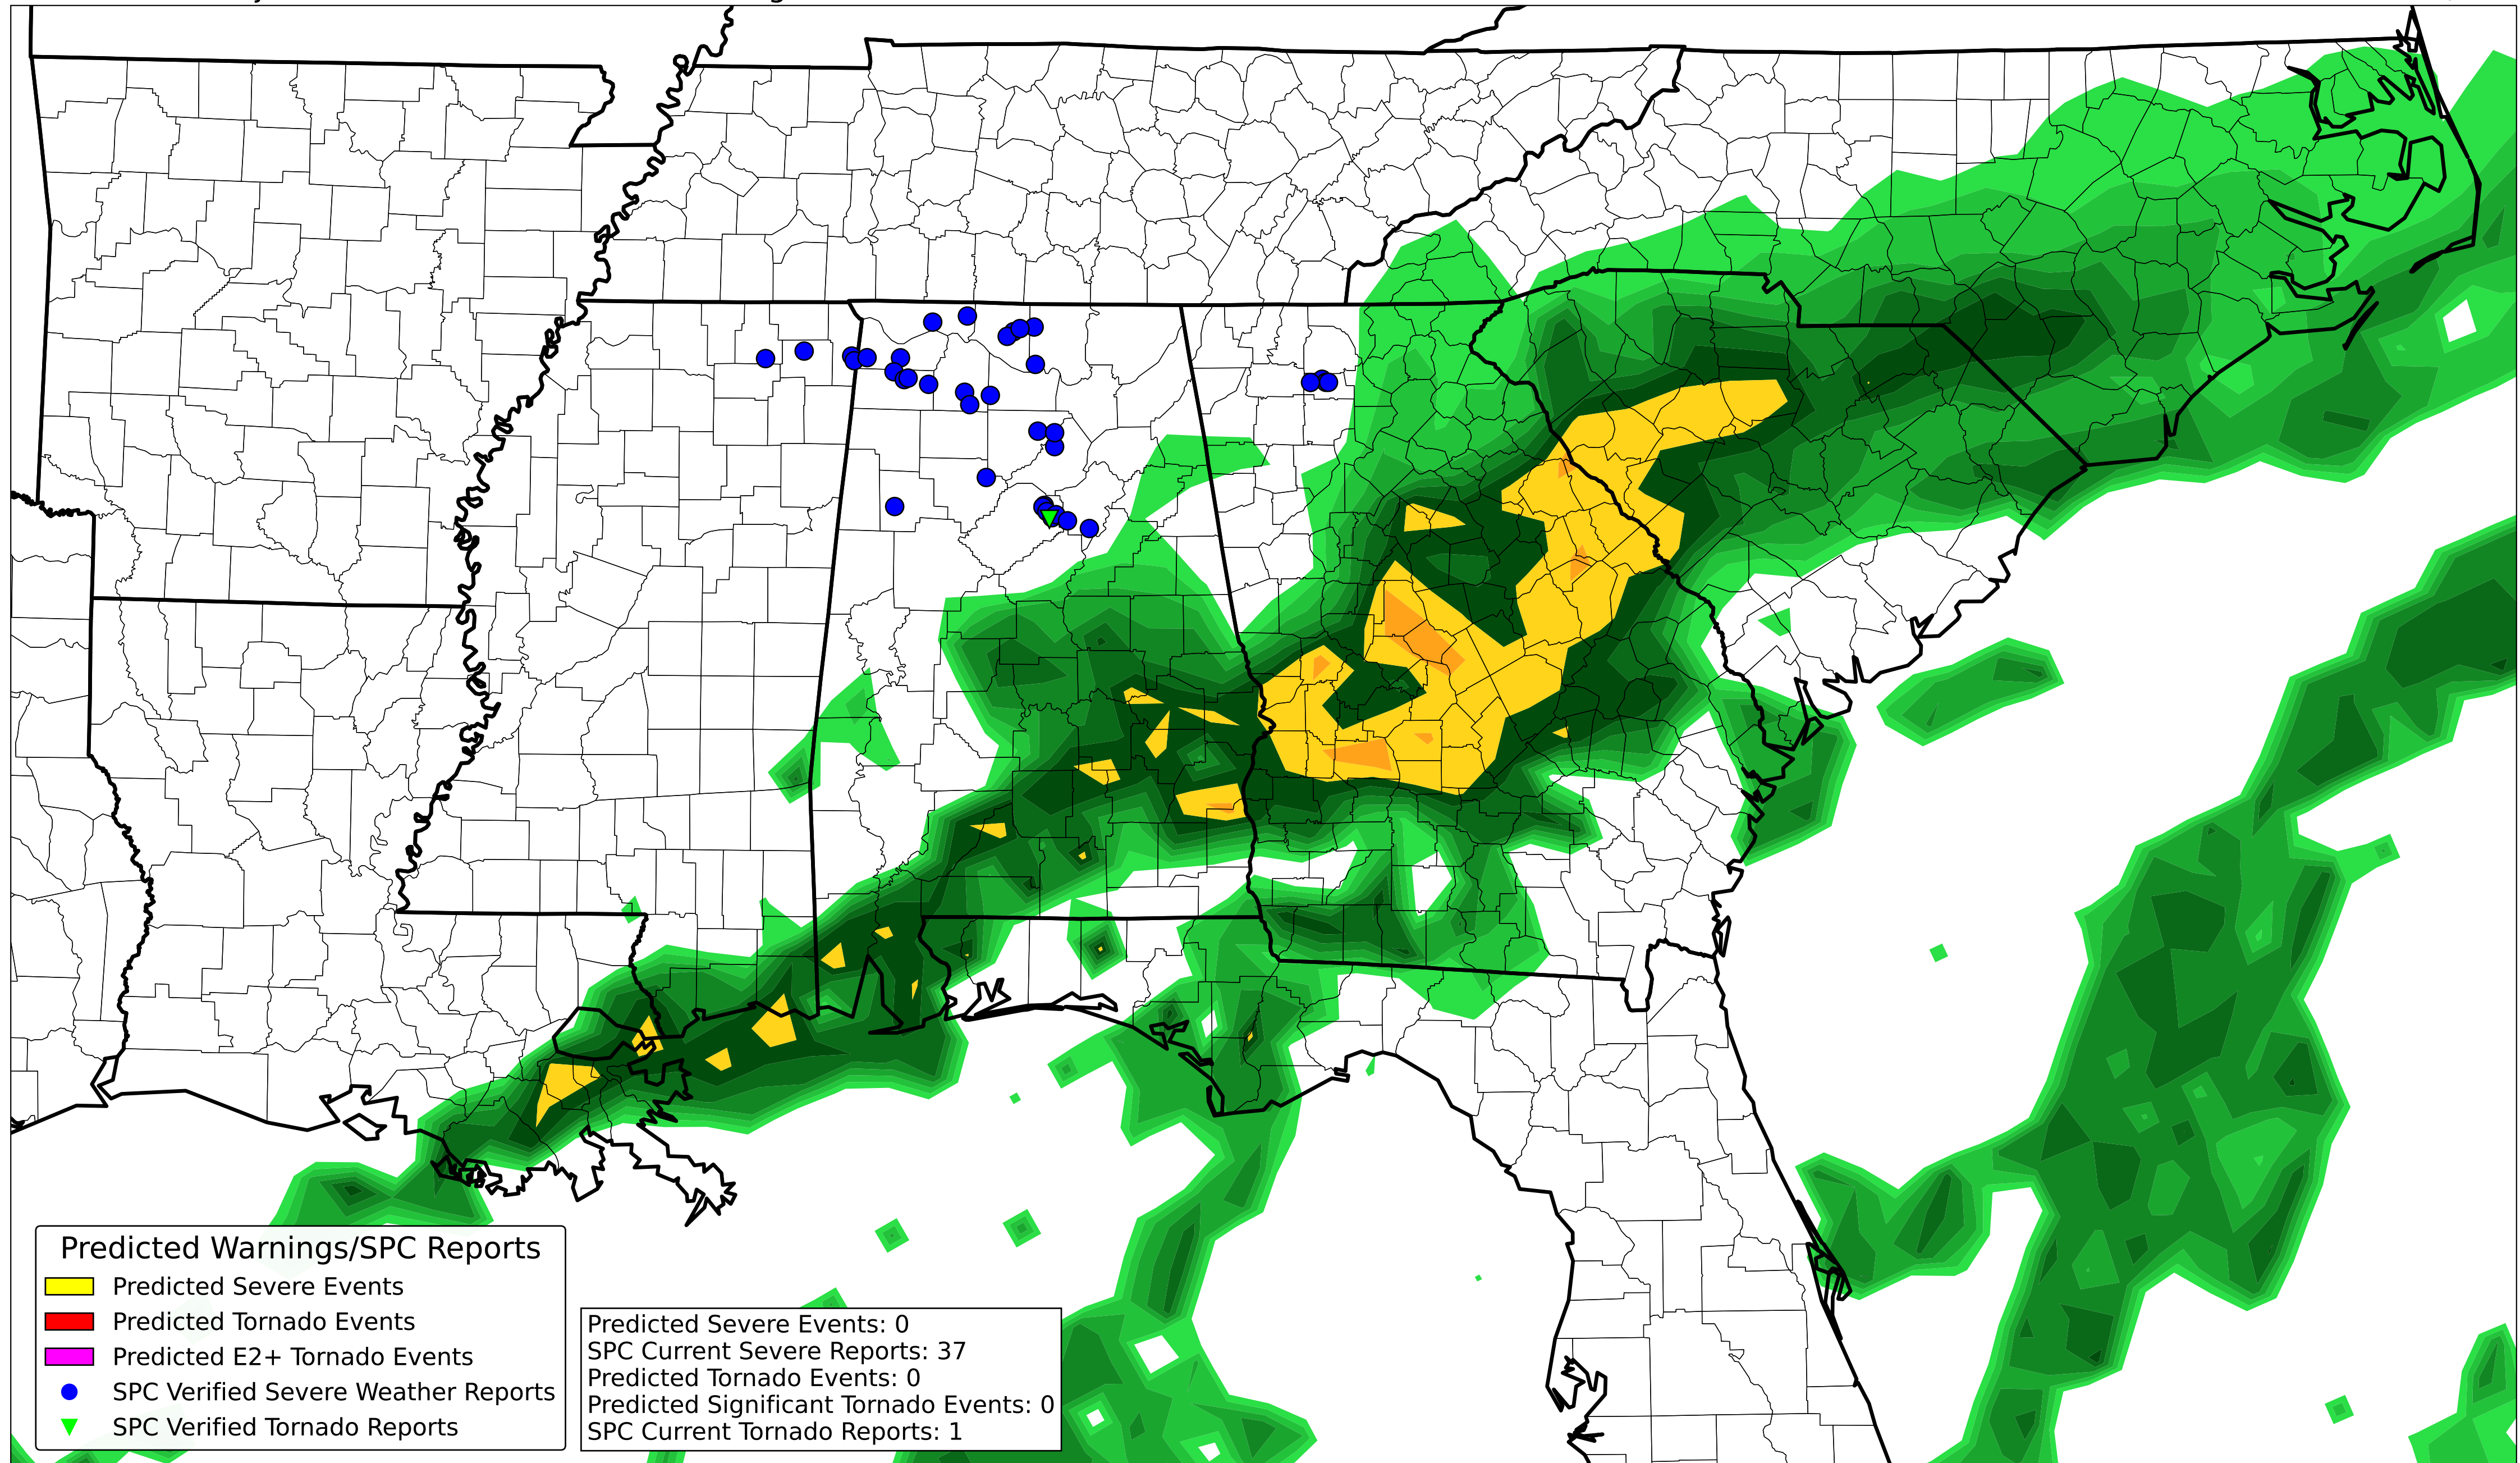 Predicted Warnings/SPC Reports
Predicted Severe Events
Predicted Tornado Events
Predicted E2+ Tornado Events
SPC Verified Severe Weather Reports
SPC Verified Tornado Reports
Predicted Severe Events: 0
SPC Current Severe Reports: 37
Predicted Tornado Events: 0
Predicted Significant Tornado Events: 0
SPC Current Tornado Reports: 1